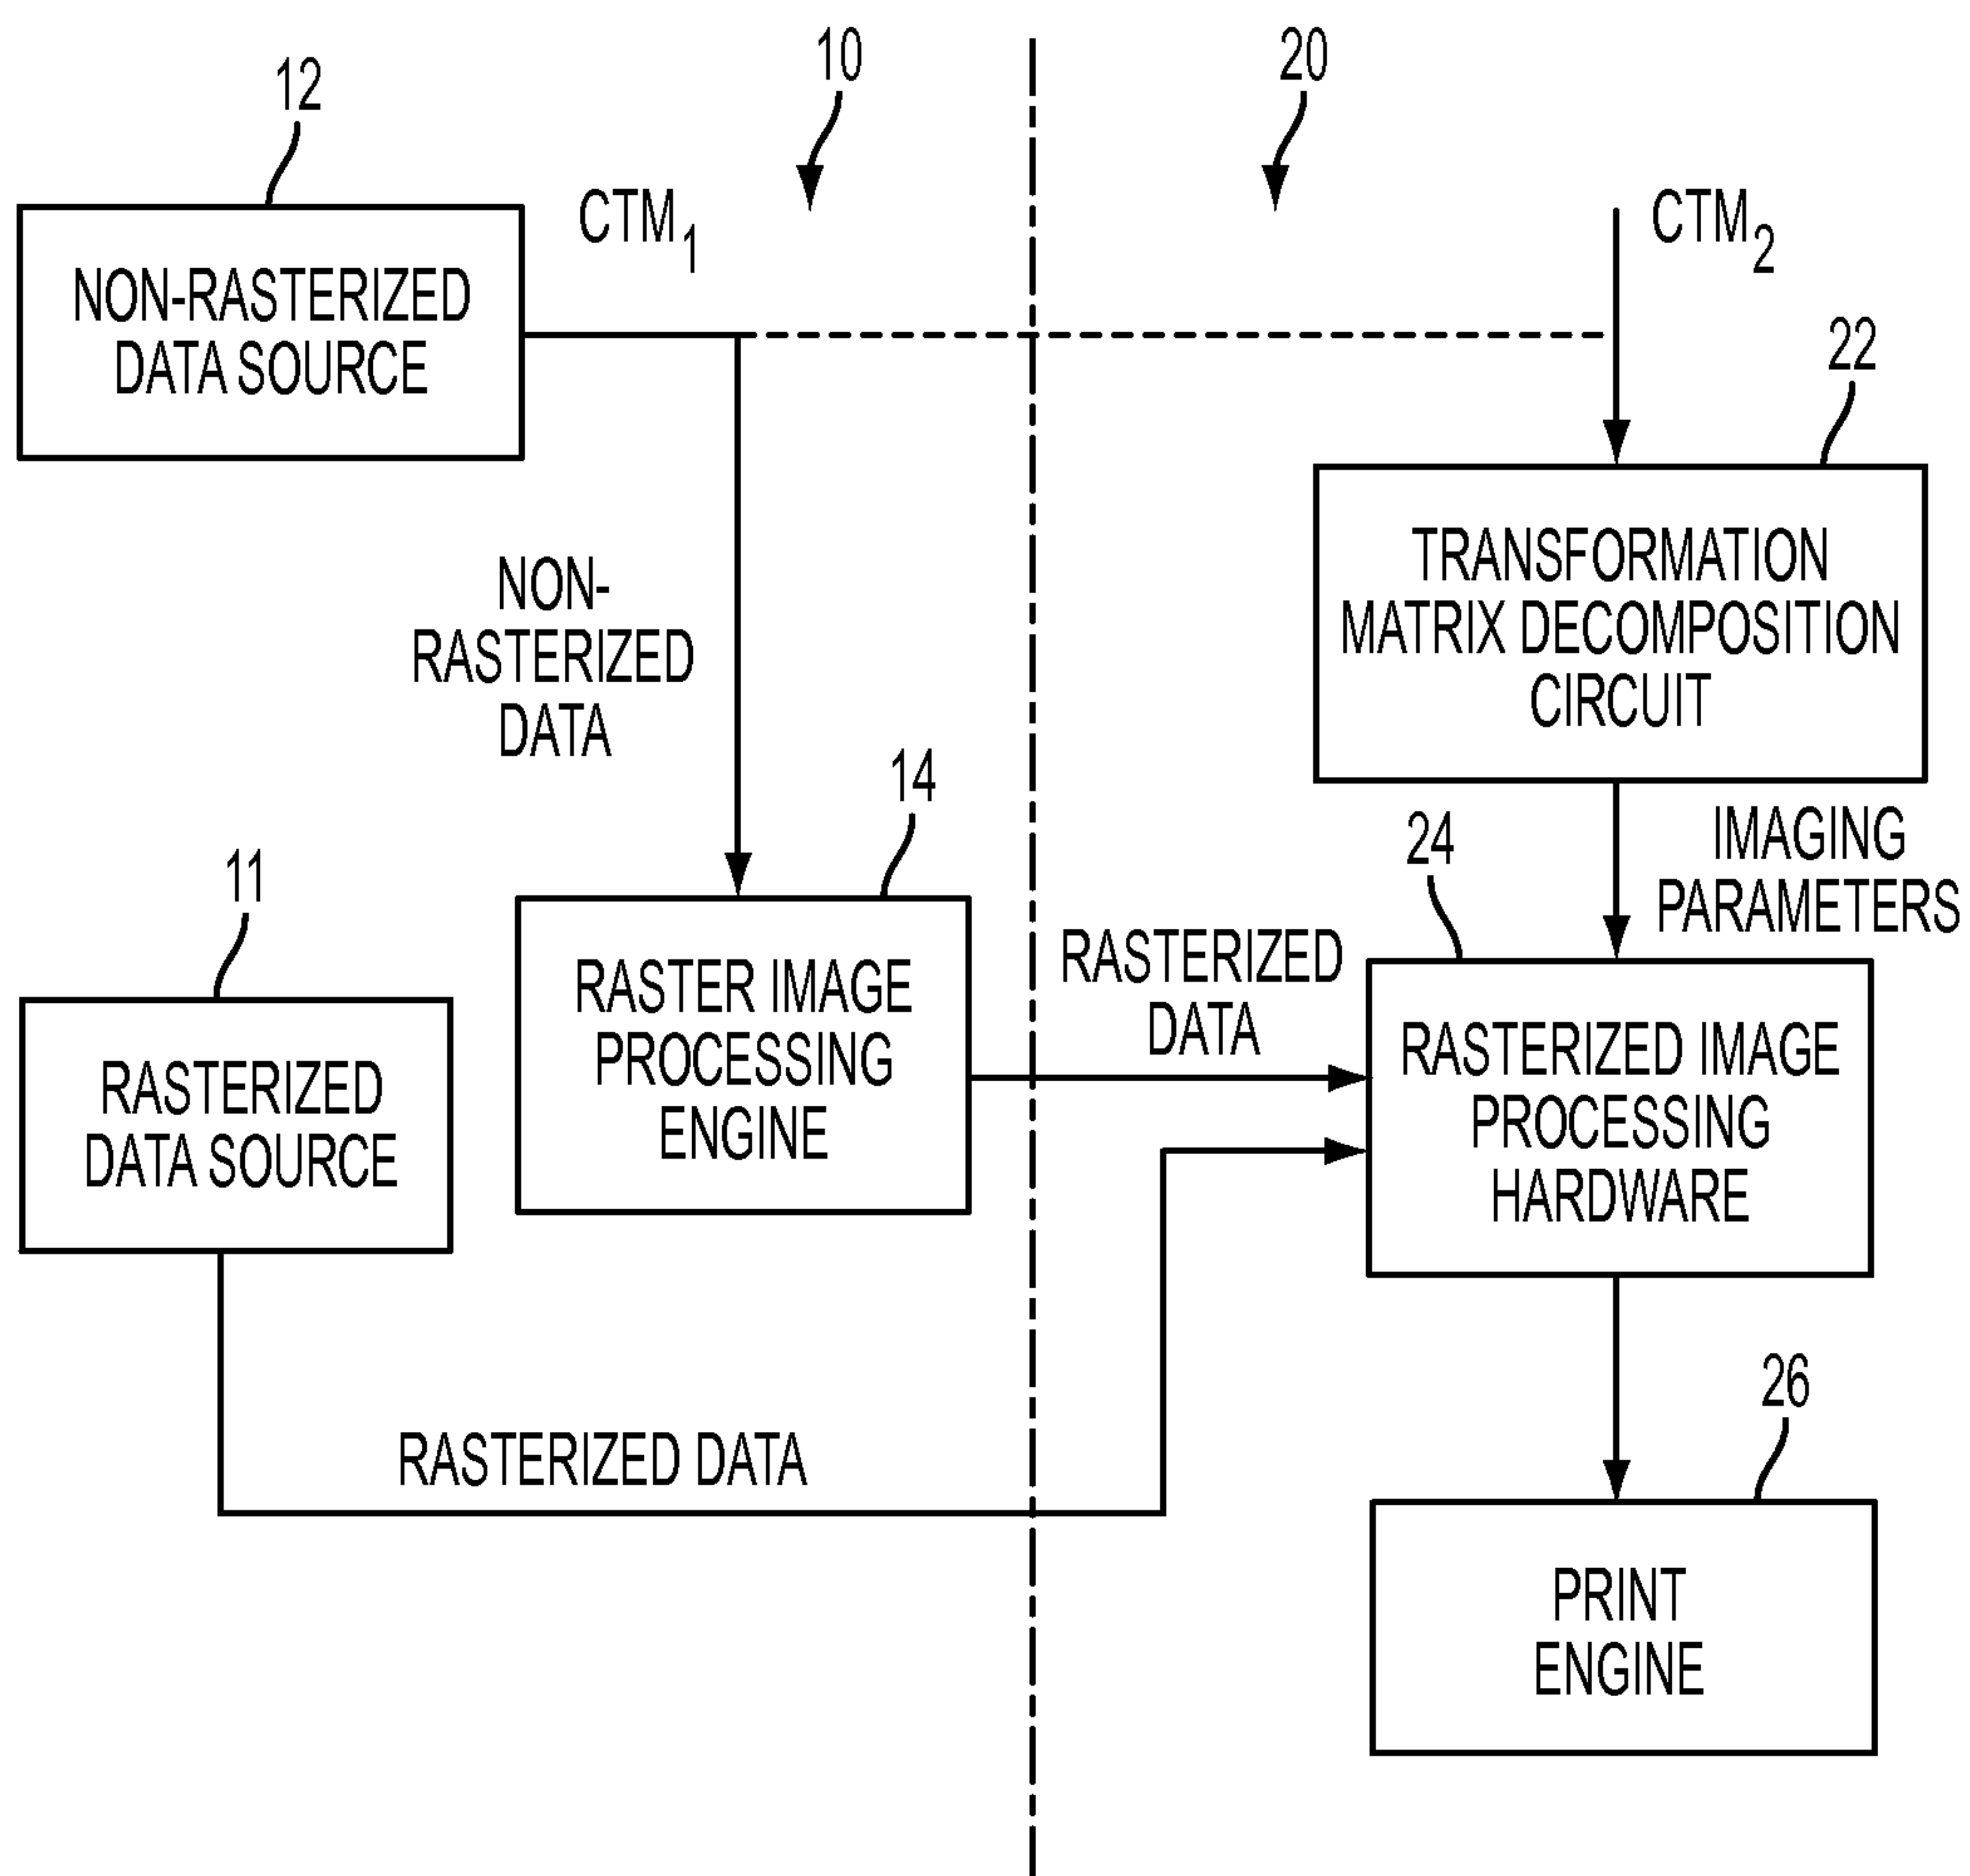 10
20
12
CTM1
CTM2
NON-RASTERIZED
DATA SOURCE
22
NON-
RASTERIZED
DATA
TRANSFORMATION
MATRIX DECOMPOSITION
CIRCUIT
14
24
IMAGING
PARAMETERS
11
RASTER IMAGE
PROCESSING
ENGINE
RASTERIZED
DATA
RASTERIZED IMAGE
PROCESSING
HARDWARE
RASTERIZED
DATA SOURCE
26
RASTERIZED DATA
PRINT
ENGINE